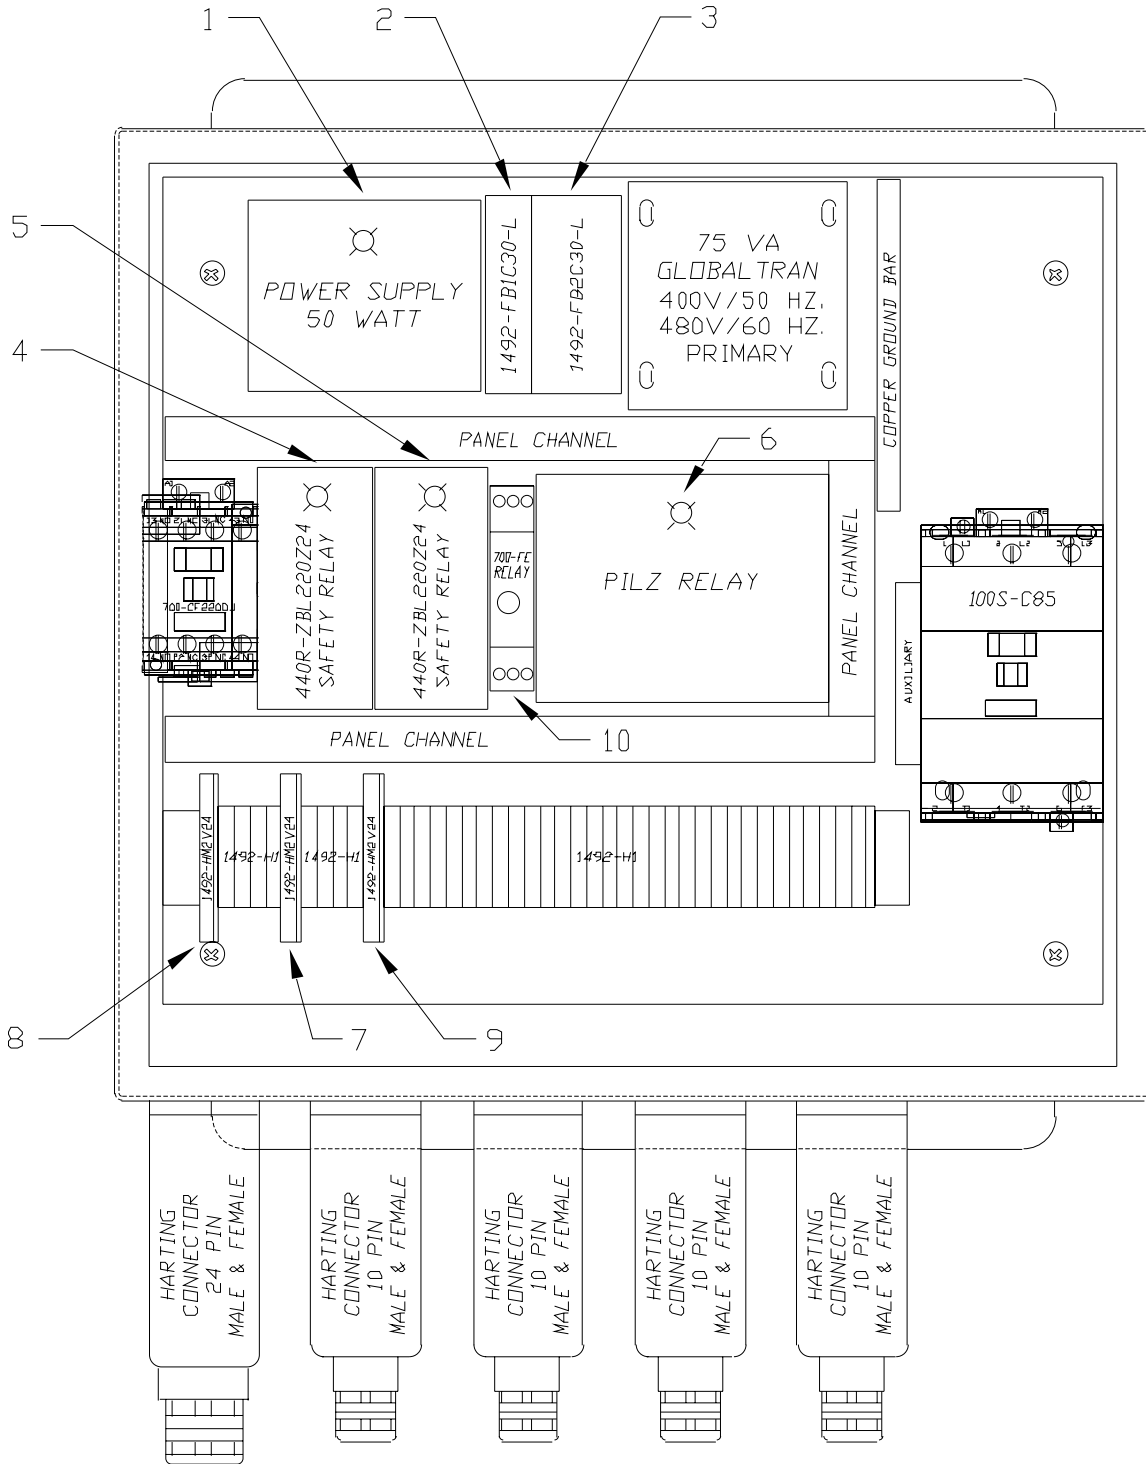 1
2
3
5
4
POWER SUPPLY
50 WATT
1492-FB1C30-L
1492-FB2C30-L
75 VA
GLOBALTRAN
400V/50 HZ.
480V/60 HZ.
PRIMARY
COPPER GROUND BAR
PANEL CHANNEL
6
440R-ZBL220Z24
SAFETY RELAY
440R-ZBL220Z24
SAFETY RELAY
700-FE
RELAY
PILZ RELAY
PANEL CHANNEL
AUXILIARY
100S-C85
PANEL CHANNEL
10
1492-HM2V24
1492-H1
1492-HM2V24
1492-H1
1492-HM2V24
1492-H1
8
7
9
HARTING
CONNECTOR
24 PIN
MALE & FEMALE
HARTING
CONNECTOR
10 PIN
MALE & FEMALE
HARTING
CONNECTOR
10 PIN
MALE & FEMALE
HARTING
CONNECTOR
10 PIN
MALE & FEMALE
HARTING
CONNECTOR
10 PIN
MALE & FEMALE